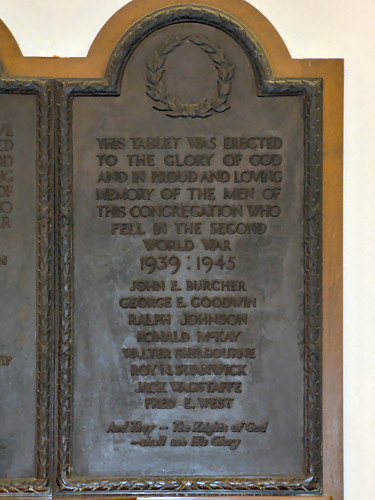 THIS TABLET WAS ERECTED
TO THE GLORY OF GOD
AND IN PROUD AND LOVING
MEMORY OF THE MEN OF
THIS CONGREGATION WHO
FELL IN THE SECOND
WORLD WAR
1939 : 1945
JOHN E. BURCHER
GEORGE E. GOODWIN
RALPH JOHNSON
RONALD McKAY
WALTER SHELBOURNE
ROY N.
JACK WAGSTAFFE
FRED E. WEST
And They – The Knights of God
– shall see His Glory